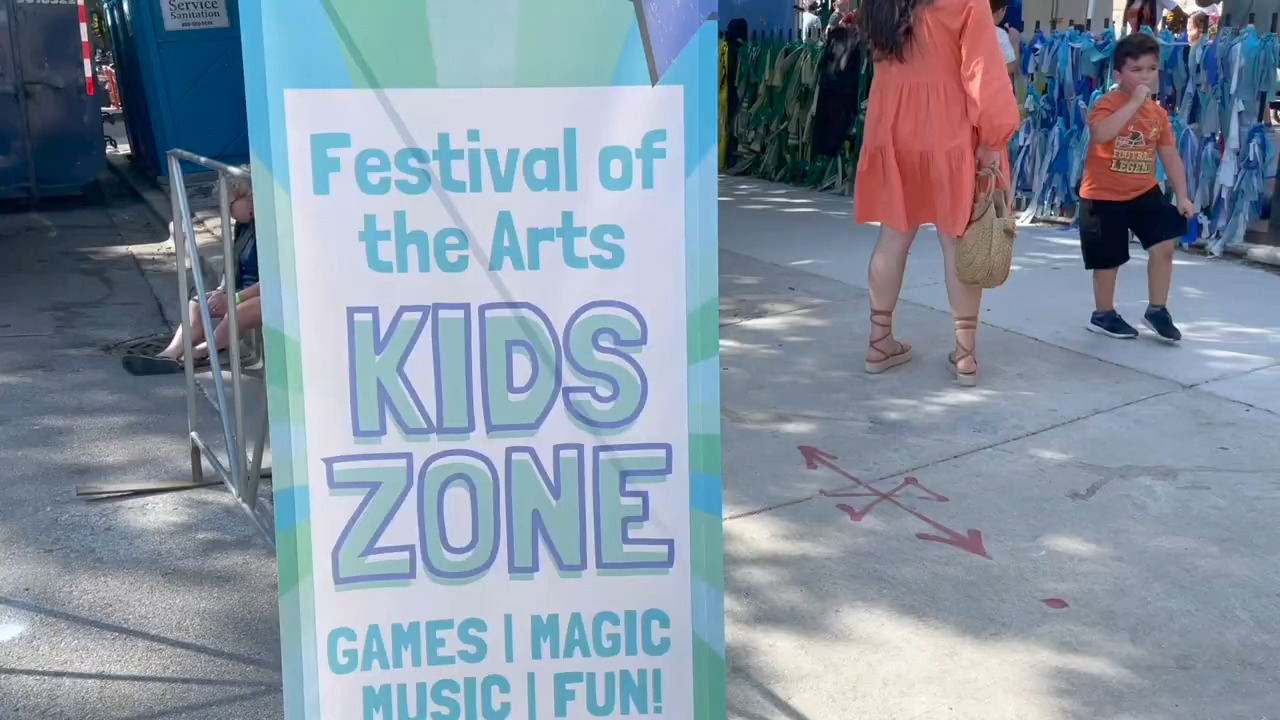 Service
Sanitation
Festival of
the Arts
KIDS
ZONE
GAMES | MAGIC
MUSIC | FUN!
FOOTBALL
LEGEND